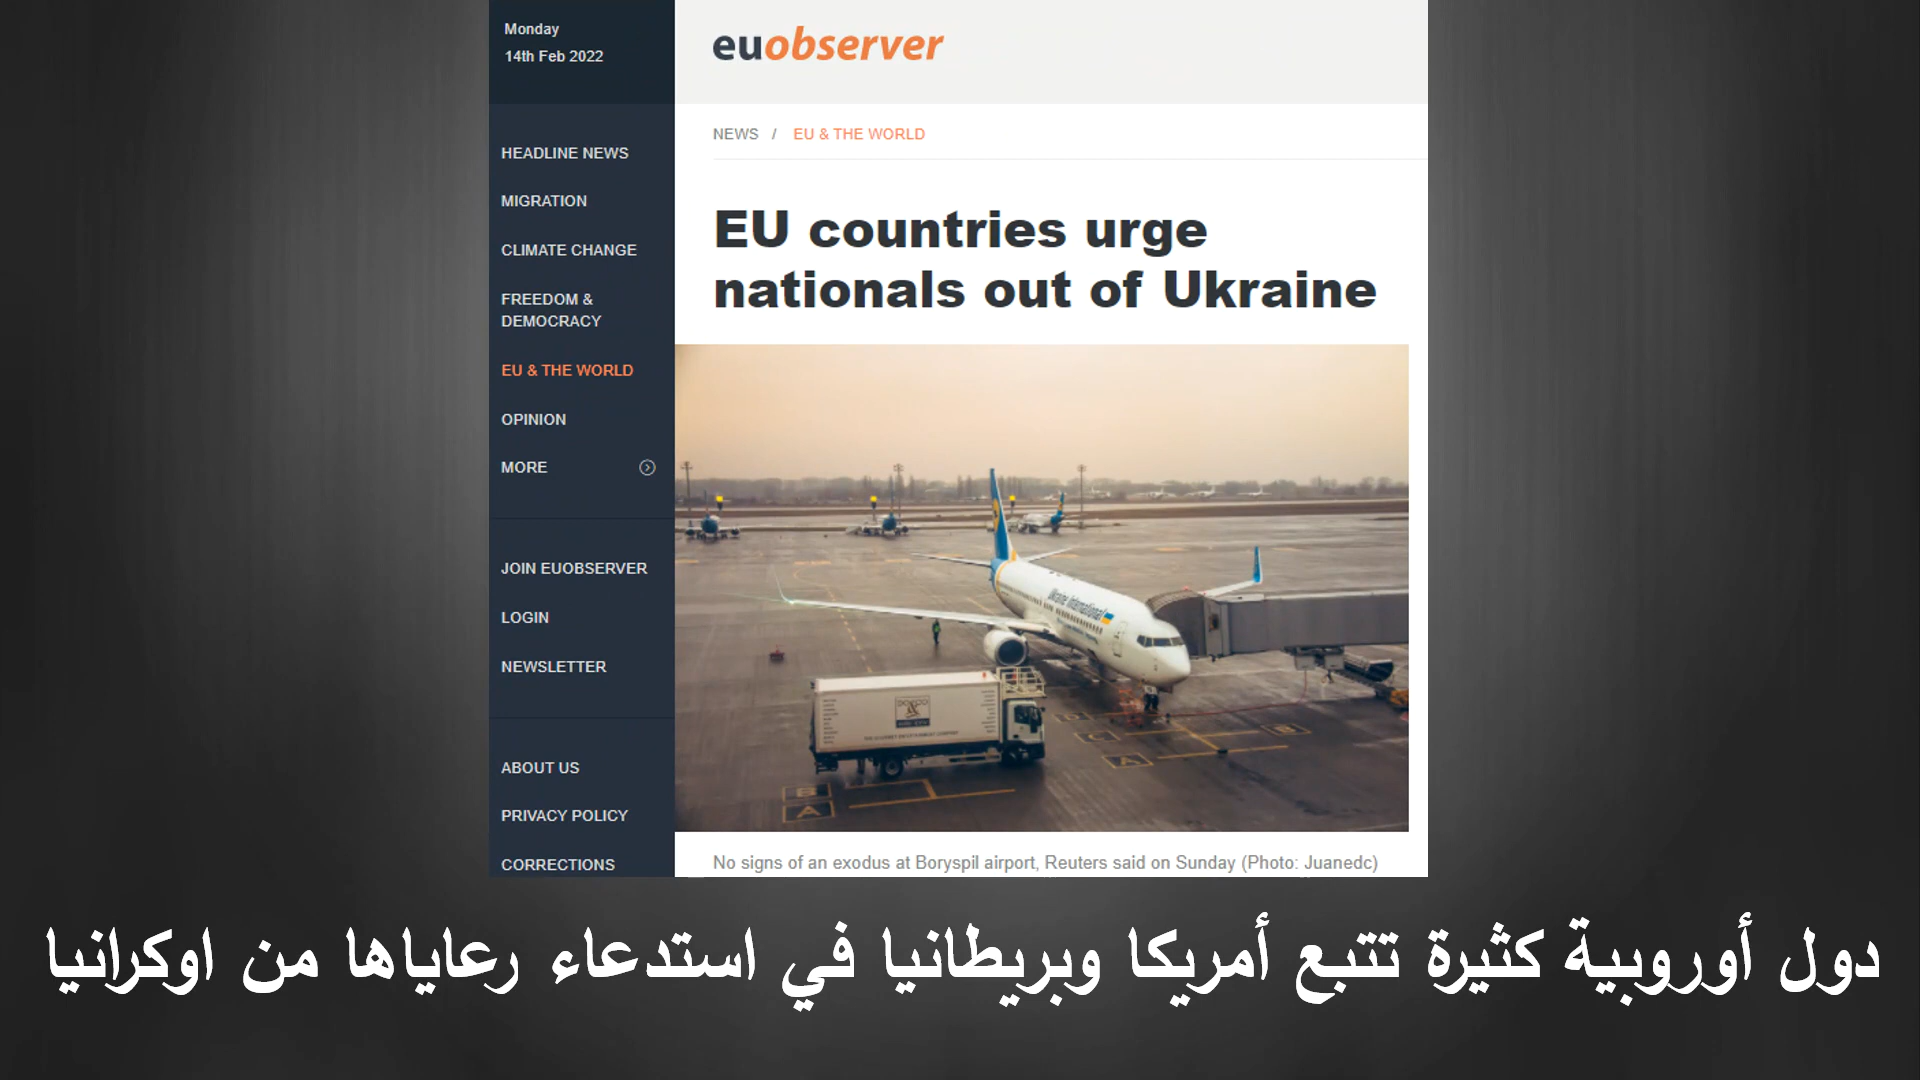 Monday
14th Feb 2022
HEADLINE NEWS
MIGRATION
CLIMATE CHANGE
FREEDOM &
DEMOCRACY
EU & THE WORLD
OPINION
MORE
JOIN EUOBSERVER
LOGIN
NEWSLETTER
ABOUT US
PRIVACY POLICY
CORRECTIONS
euobserver
NEWS / EU & THE WORLD
EU countries urge
nationals out of Ukraine
Ukraine International
B
A
C
A
B
No signs of an exodus at Boryspil airport, Reuters said on Sunday (Photo: Juanedc)
دول أوروبية كثيرة تتبع أمريكا وبريطانيا في استدعاء رعاياها من اوكرانيا